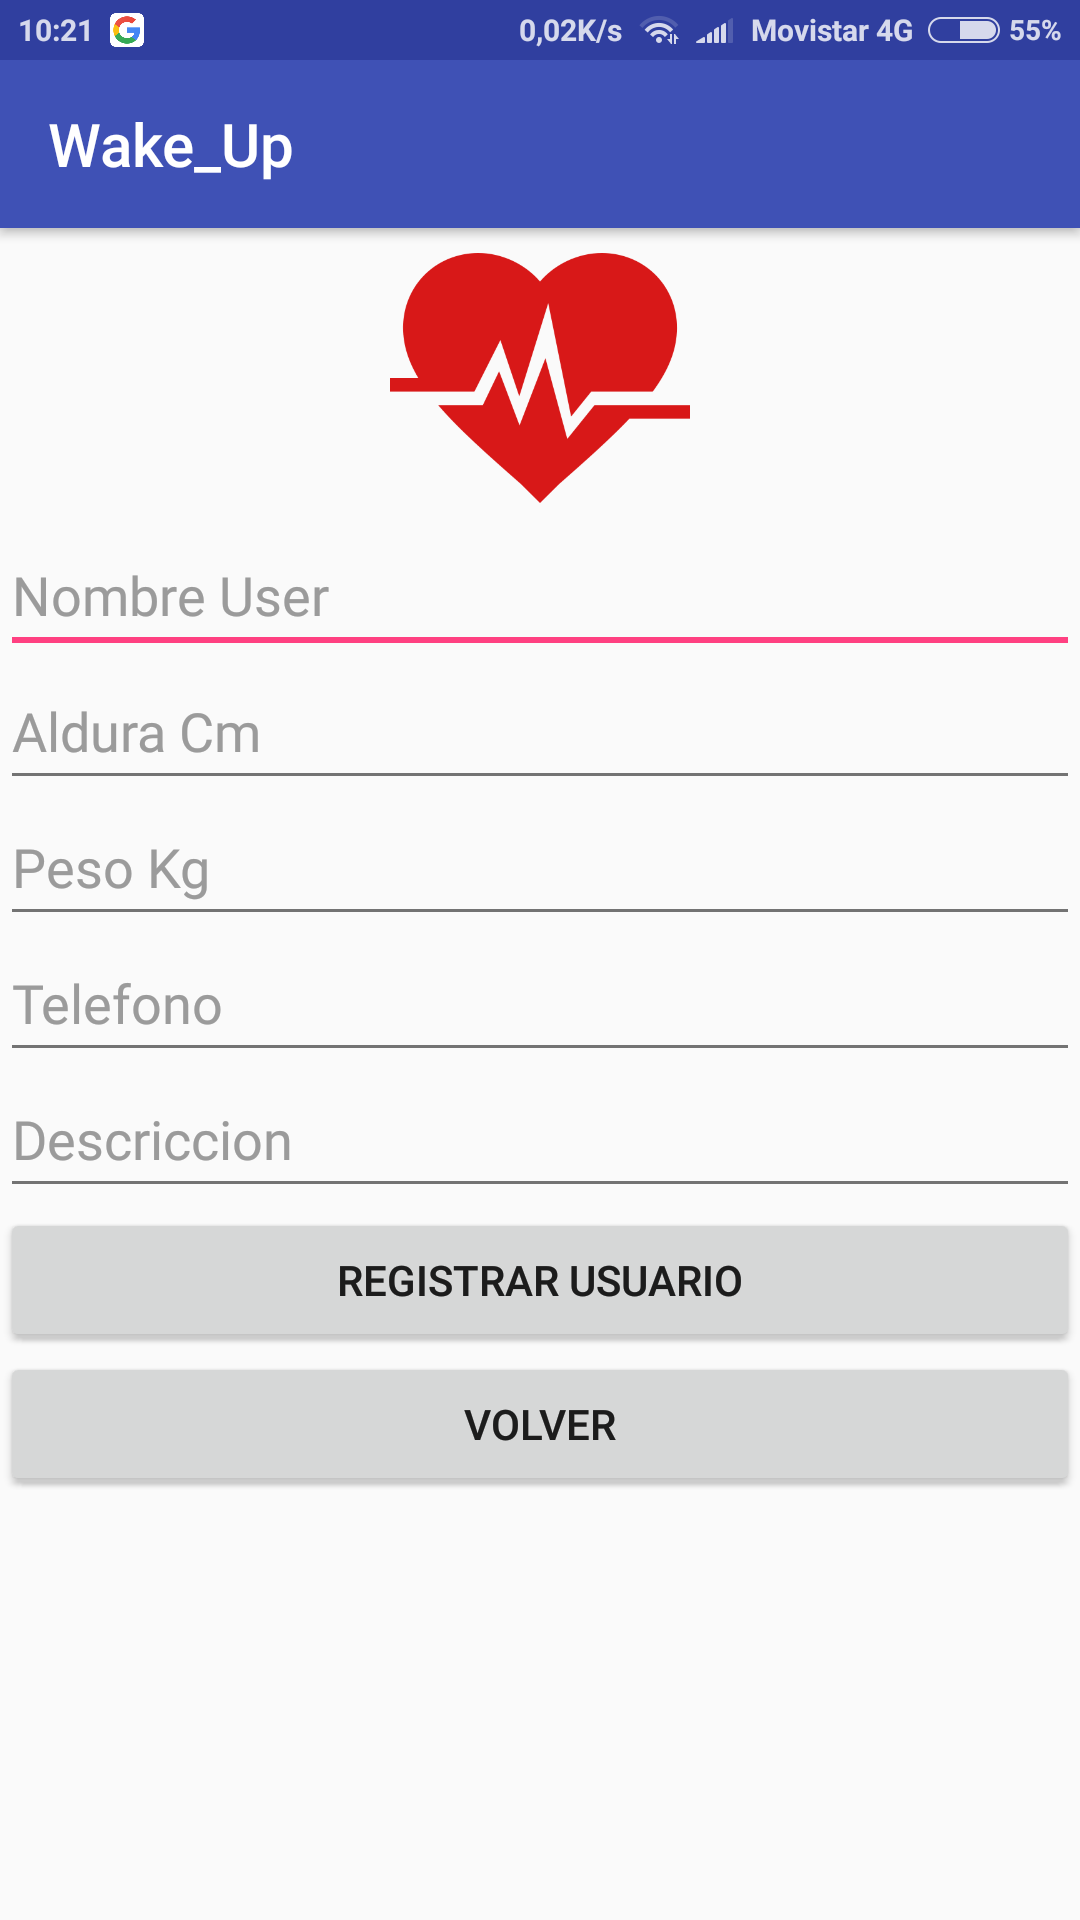 10:21 G 0,02K/s Movistar 4G 55%
Wake_Up
Nombre User
Aldura Cm
Peso Kg
Telefono
Descriccion
REGISTRAR USUARIO
VOLVER